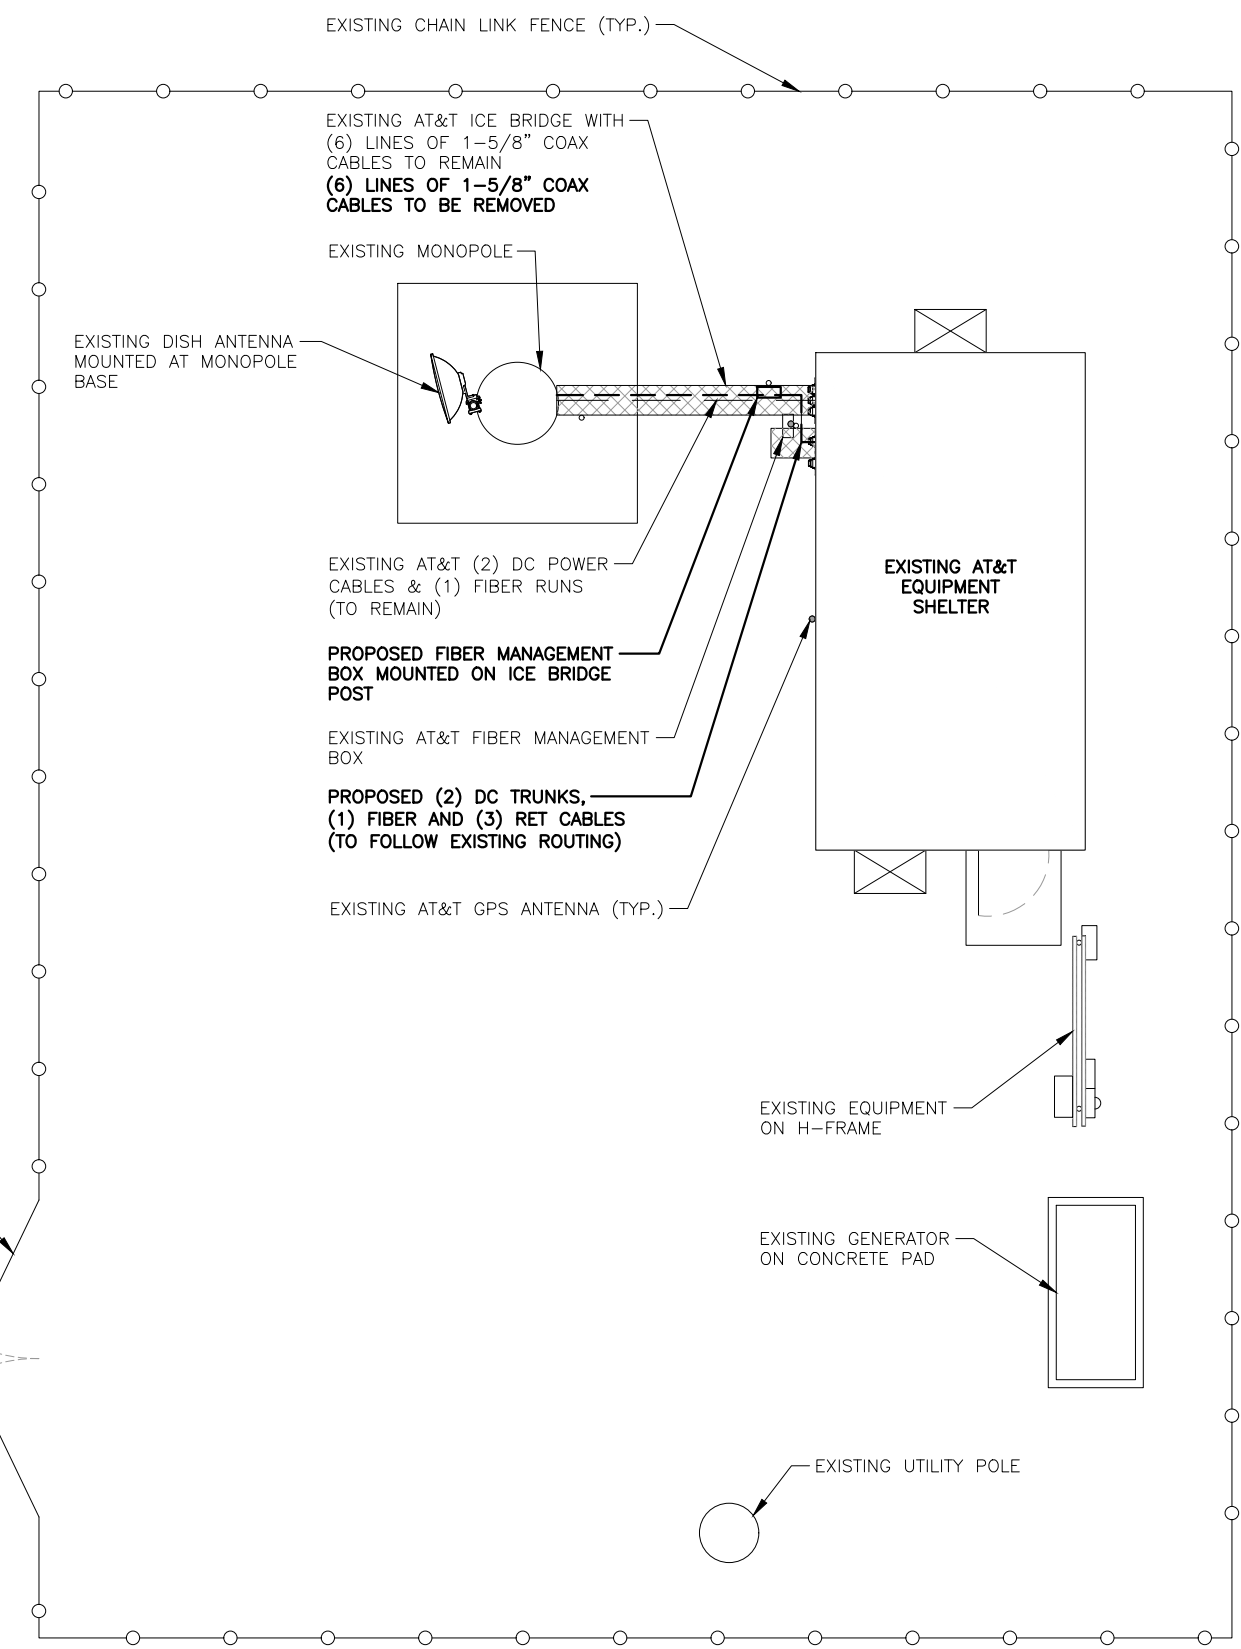 EXISTING CHAIN LINK FENCE (TYP.)
EXISTING AT&T ICE BRIDGE WITH
(6) LINES OF 1-5/8" COAX
CABLES TO REMAIN
(6) LINES OF 1-5/8" COAX
CABLES TO BE REMOVED
EXISTING MONOPOLE
EXISTING DISH ANTENNA
MOUNTED AT MONOPOLE
BASE
EXISTING AT&T (2) DC POWER
CABLES & (1) FIBER RUNS
(TO REMAIN)
EXISTING AT&T
EQUIPMENT
SHELTER
PROPOSED FIBER MANAGEMENT
BOX MOUNTED ON ICE BRIDGE
POST
EXISTING AT&T FIBER MANAGEMENT
BOX
PROPOSED (2) DC TRUNKS,
(1) FIBER AND (3) RET CABLES
(TO FOLLOW EXISTING ROUTING)
EXISTING AT&T GPS ANTENNA (TYP.)
EXISTING EQUIPMENT
ON H-FRAME
EXISTING GENERATOR
ON CONCRETE PAD
EXISTING UTILITY POLE